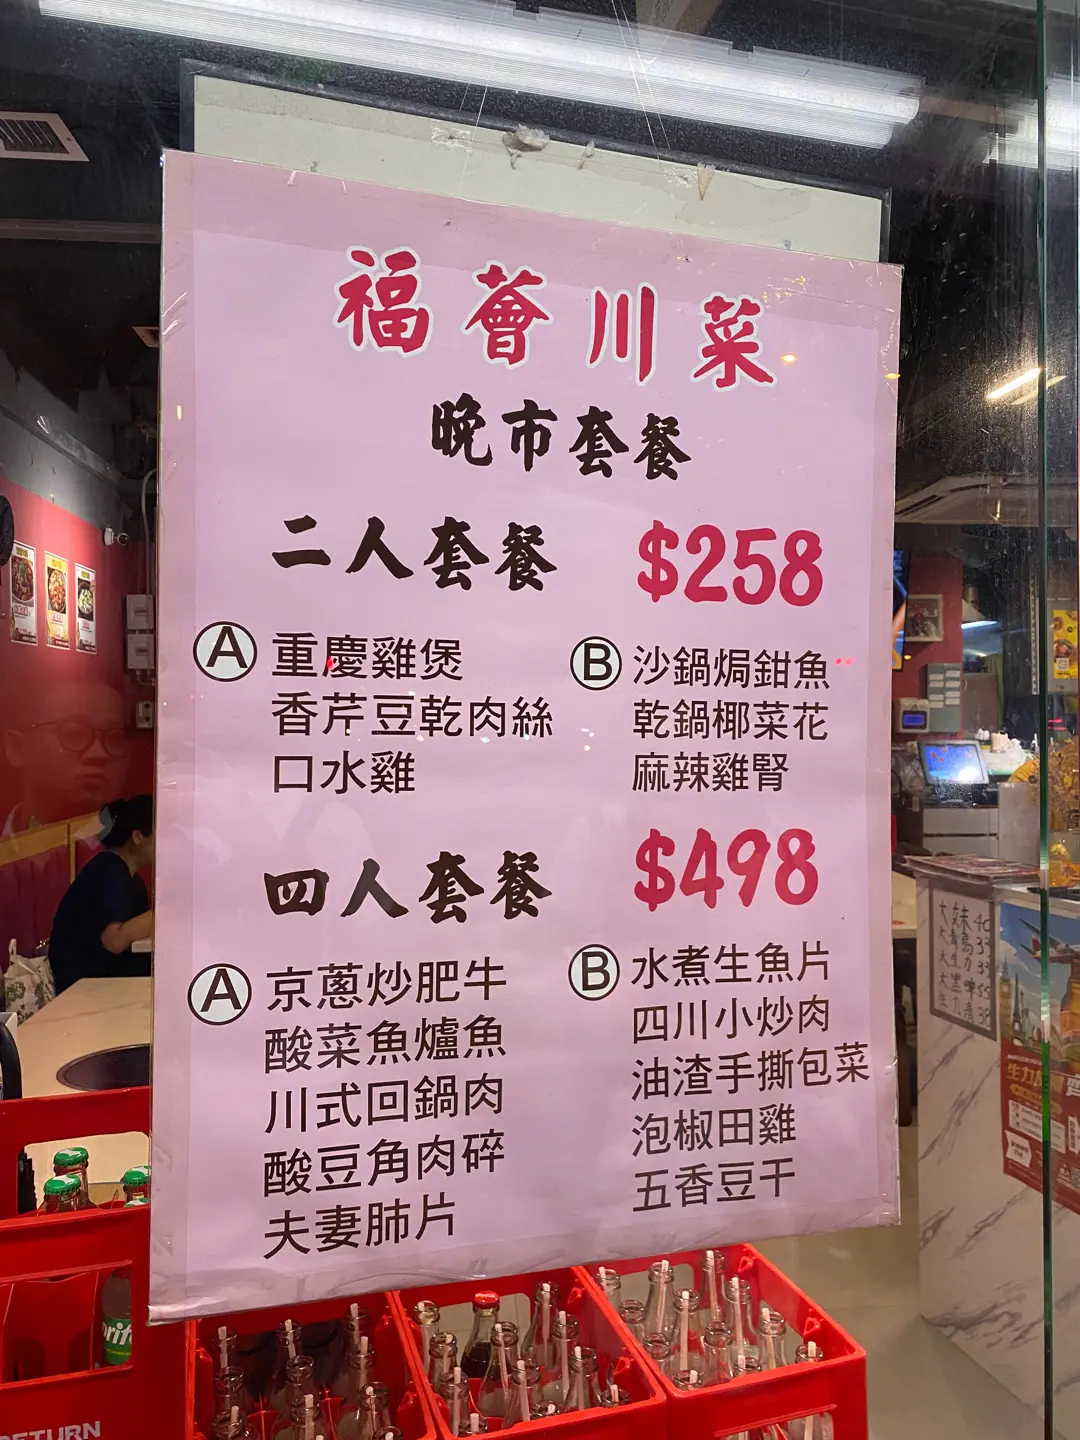 福薈川菜
晚市套餐
二人套餐 $258
Ⓐ 重慶雞煲
香芹豆乾肉絲
口水雞
Ⓑ 沙鍋焗鉗魚
乾鍋椰菜花
麻辣雞腎
四人套餐 $498
Ⓐ 京蔥炒肥牛
酸菜魚爐魚
川式回鍋肉
酸豆角肉碎
夫妻肺片
Ⓑ 水煮生魚片
四川小炒肉
油渣手撕包菜
泡椒田雞
五香豆干
RETURN